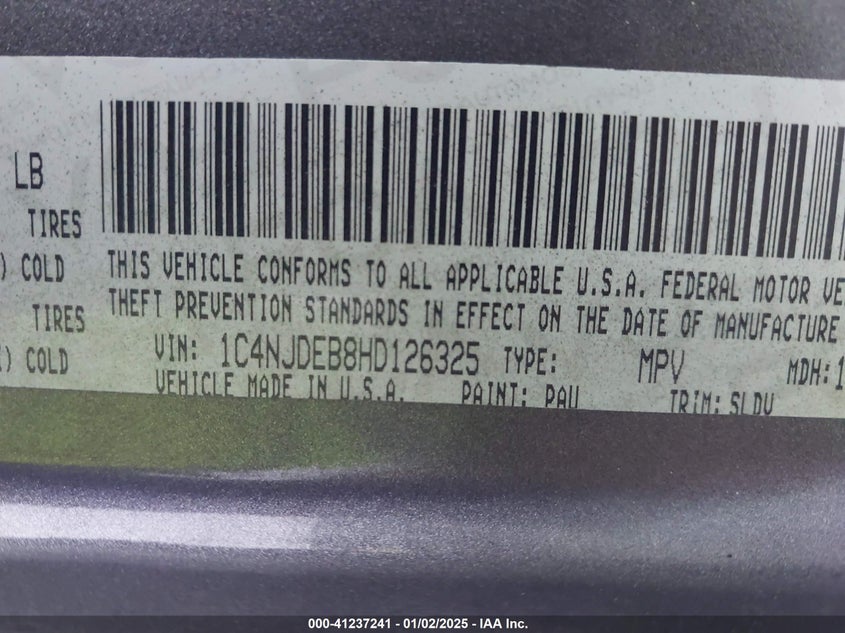 LB
TIRES
) COLD
TIRES
) COLD
THIS VEHICLE CONFORMS TO ALL APPLICABLE U.S.A. FEDERAL MOTOR VE
THEFT PREVENTION STANDARDS IN EFFECT ON THE DATE OF MANUFACTURE
VIN: 1C4NJDEB8HD126325 TYPE: MPV MDH: 1
VEHICLE MADE IN U.S.A. PAINT: PAU TRIM: SLDV
000-41237241 - 01/02/2025 - IAA Inc.